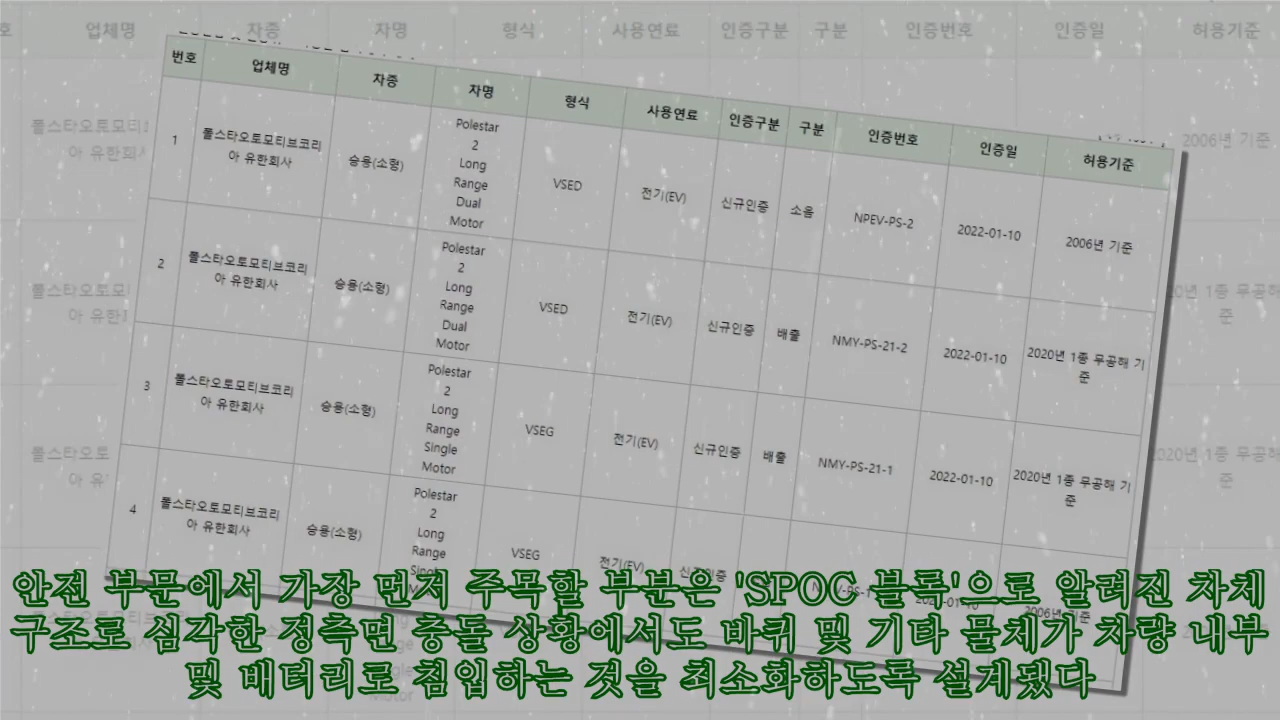 번호 업체명 차종 차명 형식 사용연료 인증구분 구분 인증번호 인증일 허용기준
1 폴스타오토모티브코리아 유한회사 승용(소형) Polestar 2 Long Range Dual Motor VSED 전기(EV) 신규인증 소음 NPEV-PS-2 2022-01-10 2006년 기준
2 폴스타오토모티브코리아 유한회사 승용(소형) Polestar 2 Long Range Dual Motor VSED 전기(EV) 신규인증 배출 NMY-PS-21-2 2022-01-10 2020년 1종 무공해 기준
3 폴스타오토모티브코리아 유한회사 승용(소형) Polestar 2 Long Range Single Motor VSEG 전기(EV) 신규인증 배출 NMY-PS-21-1 2022-01-10 2020년 1종 무공해 기준
4 폴스타오토모티브코리아 유한회사 승용(소형) Polestar 2 Long Range VSEG 전기(EV) 신규인증 2006년 기준
안전 부문에서 가장 먼저 주목할 부분은 'SPOC 블록'으로 알려진 차체
구조로 심각한 정측면 충돌 상황에서도 바퀴 및 기타 물체가 차량 내부
및 배터리로 침입하는 것을 최소화하도록 설계됐다